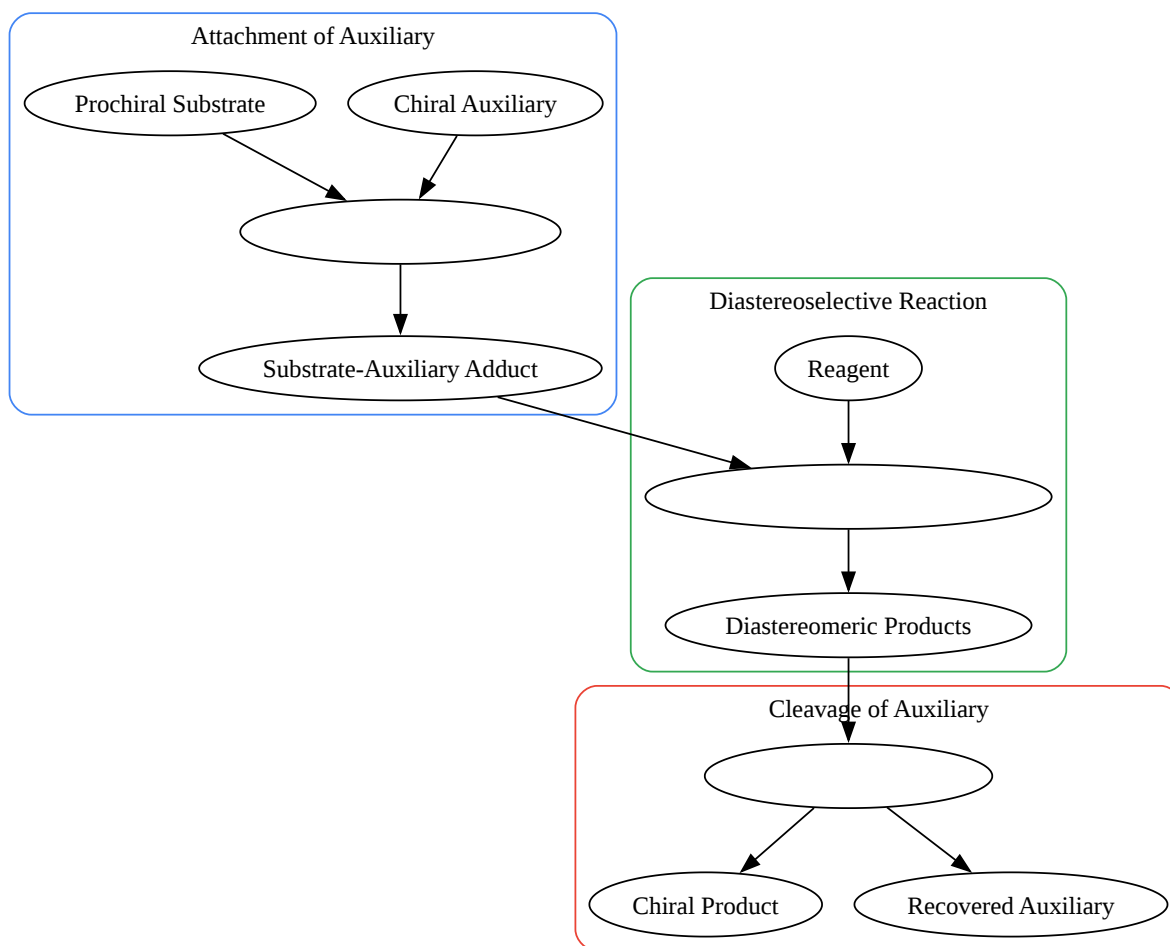 Attachment of Auxiliary
Prochiral Substrate
Chiral Auxiliary
Substrate-Auxiliary Adduct
Diastereoselective Reaction
Reagent
Diastereomeric Products
Cleavage of Auxiliary
Chiral Product
Recovered Auxiliary